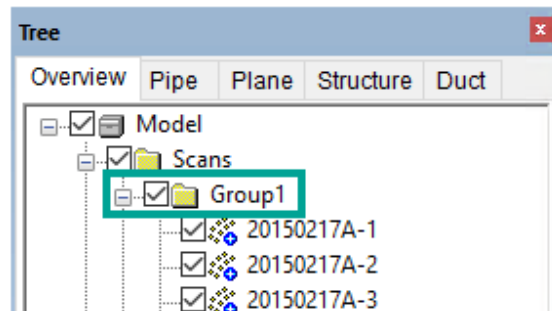 Tree
Overview Pipe Plane Structure Duct
Model
Scans
Group1
20150217A-1
20150217A-2
20150217A-3